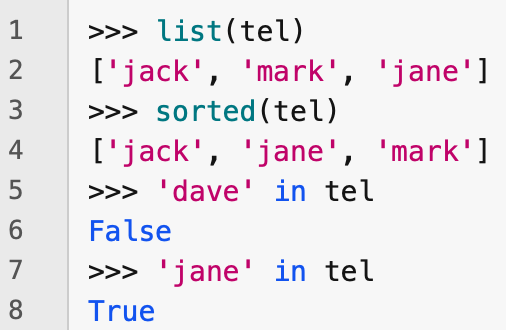 1 >>> list(tel)
2 ['jack', 'mark', 'jane']
3 >>> sorted(tel)
4 ['jack', 'jane', 'mark']
5 >>> 'dave' in tel
6 False
7 >>> 'jane' in tel
8 True